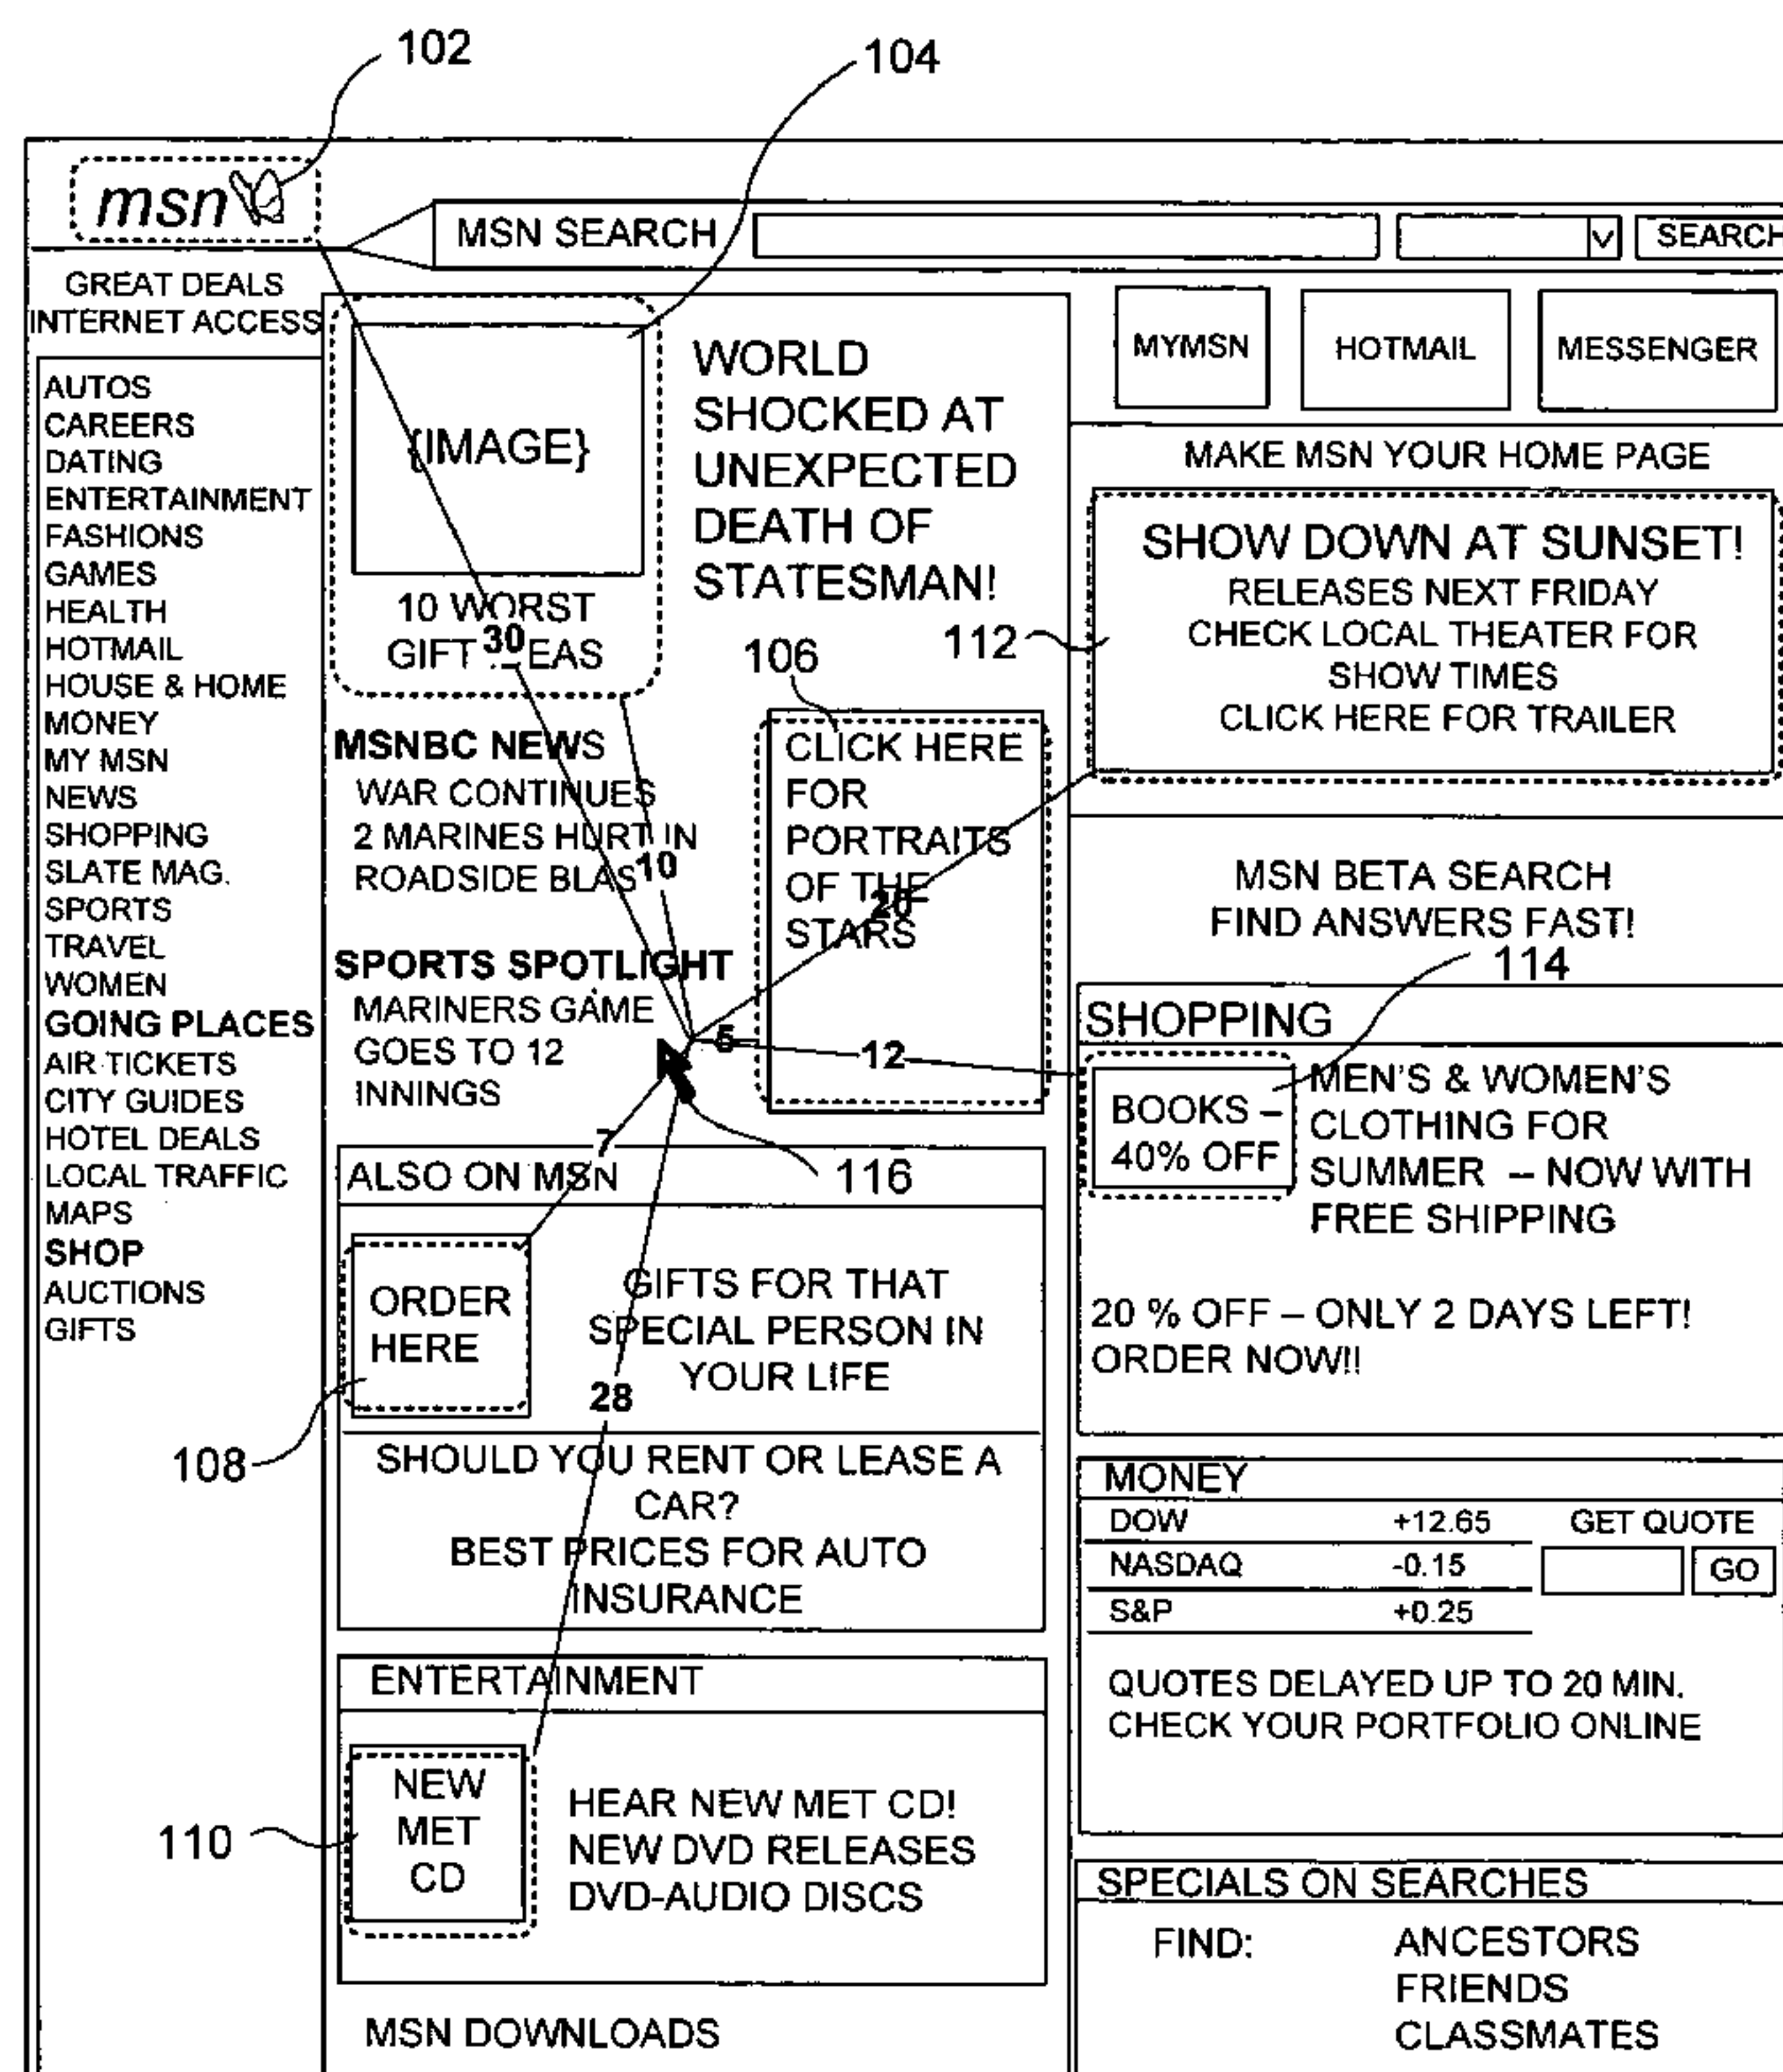 102
104
msn
MSN SEARCH
SEARCH
GREAT DEALS
INTERNET ACCESS
AUTOS
CAREERS
DATING
ENTERTAINMENT
FASHIONS
GAMES
HEALTH
HOTMAIL
HOUSE & HOME
MONEY
MY MSN
NEWS
SHOPPING
SLATE MAG.
SPORTS
TRAVEL
WOMEN
GOING PLACES
AIR TICKETS
CITY GUIDES
HOTEL DEALS
LOCAL TRAFFIC
MAPS
SHOP
AUCTIONS
GIFTS
{IMAGE}
10 WORST
GIFT
30
WORLD
SHOCKED AT
UNEXPECTED
DEATH OF
STATESMAN!
106
MSNBC NEWS
WAR CONTINUES
2 MARINES HURT IN
ROADSIDE BLAS
10
CLICK HERE
FOR
PORTRAITS
OF THE
20
STARS
SPORTS SPOTLIGHT
MARINERS GAME
GOES TO 12
INNINGS
5
12
7
116
ALSO ON MSN
ORDER
HERE
GIFTS FOR THAT
SPECIAL PERSON IN
YOUR LIFE
28
108
SHOULD YOU RENT OR LEASE A
CAR?
BEST PRICES FOR AUTO
INSURANCE
ENTERTAINMENT
NEW
MET
CD
110
HEAR NEW MET CD!
NEW DVD RELEASES
DVD-AUDIO DISCS
MSN DOWNLOADS
MYMSN
HOTMAIL
MESSENGER
MAKE MSN YOUR HOME PAGE
SHOW DOWN AT SUNSET!
RELEASES NEXT FRIDAY
CHECK LOCAL THEATER FOR
SHOW TIMES
CLICK HERE FOR TRAILER
112
MSN BETA SEARCH
FIND ANSWERS FAST!
114
SHOPPING
BOOKS –
40% OFF
MEN'S & WOMEN'S
CLOTHING FOR
SUMMER – NOW WITH
FREE SHIPPING
20 % OFF – ONLY 2 DAYS LEFT!
ORDER NOW!!
MONEY
DOW +12.65 GET QUOTE
NASDAQ -0.15 GO
S&P +0.25
QUOTES DELAYED UP TO 20 MIN.
CHECK YOUR PORTFOLIO ONLINE
SPECIALS ON SEARCHES
FIND: ANCESTORS
FRIENDS
CLASSMATES